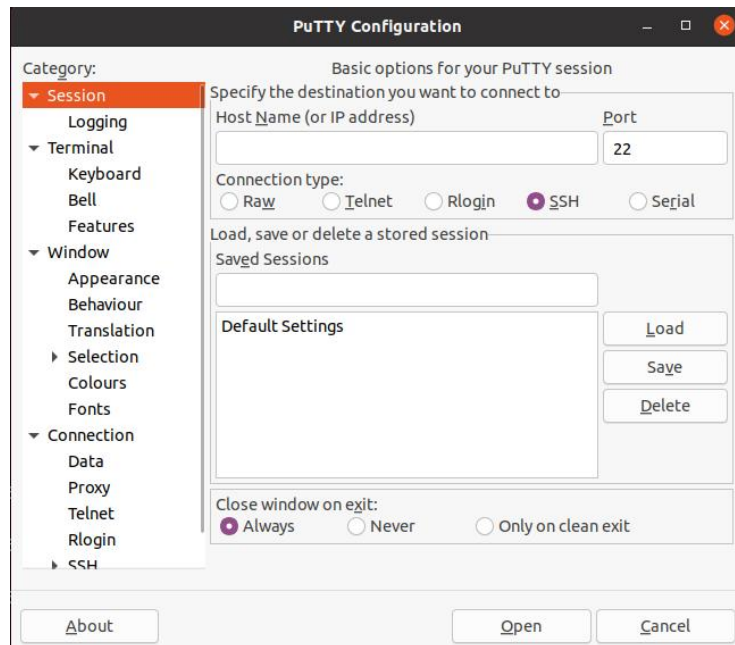 PuTTY Configuration
Category:
Session
Logging
Terminal
Keyboard
Bell
Features
Window
Appearance
Behaviour
Translation
Selection
Colours
Fonts
Connection
Data
Proxy
Telnet
Rlogin
SSH
Basic options for your PuTTY session
Specify the destination you want to connect to
Host Name (or IP address) Port
22
Connection type:
Raw Telnet Rlogin SSH Serial
Load, save or delete a stored session
Saved Sessions
Default Settings
Load
Save
Delete
Close window on exit:
Always Never Only on clean exit
About Open Cancel